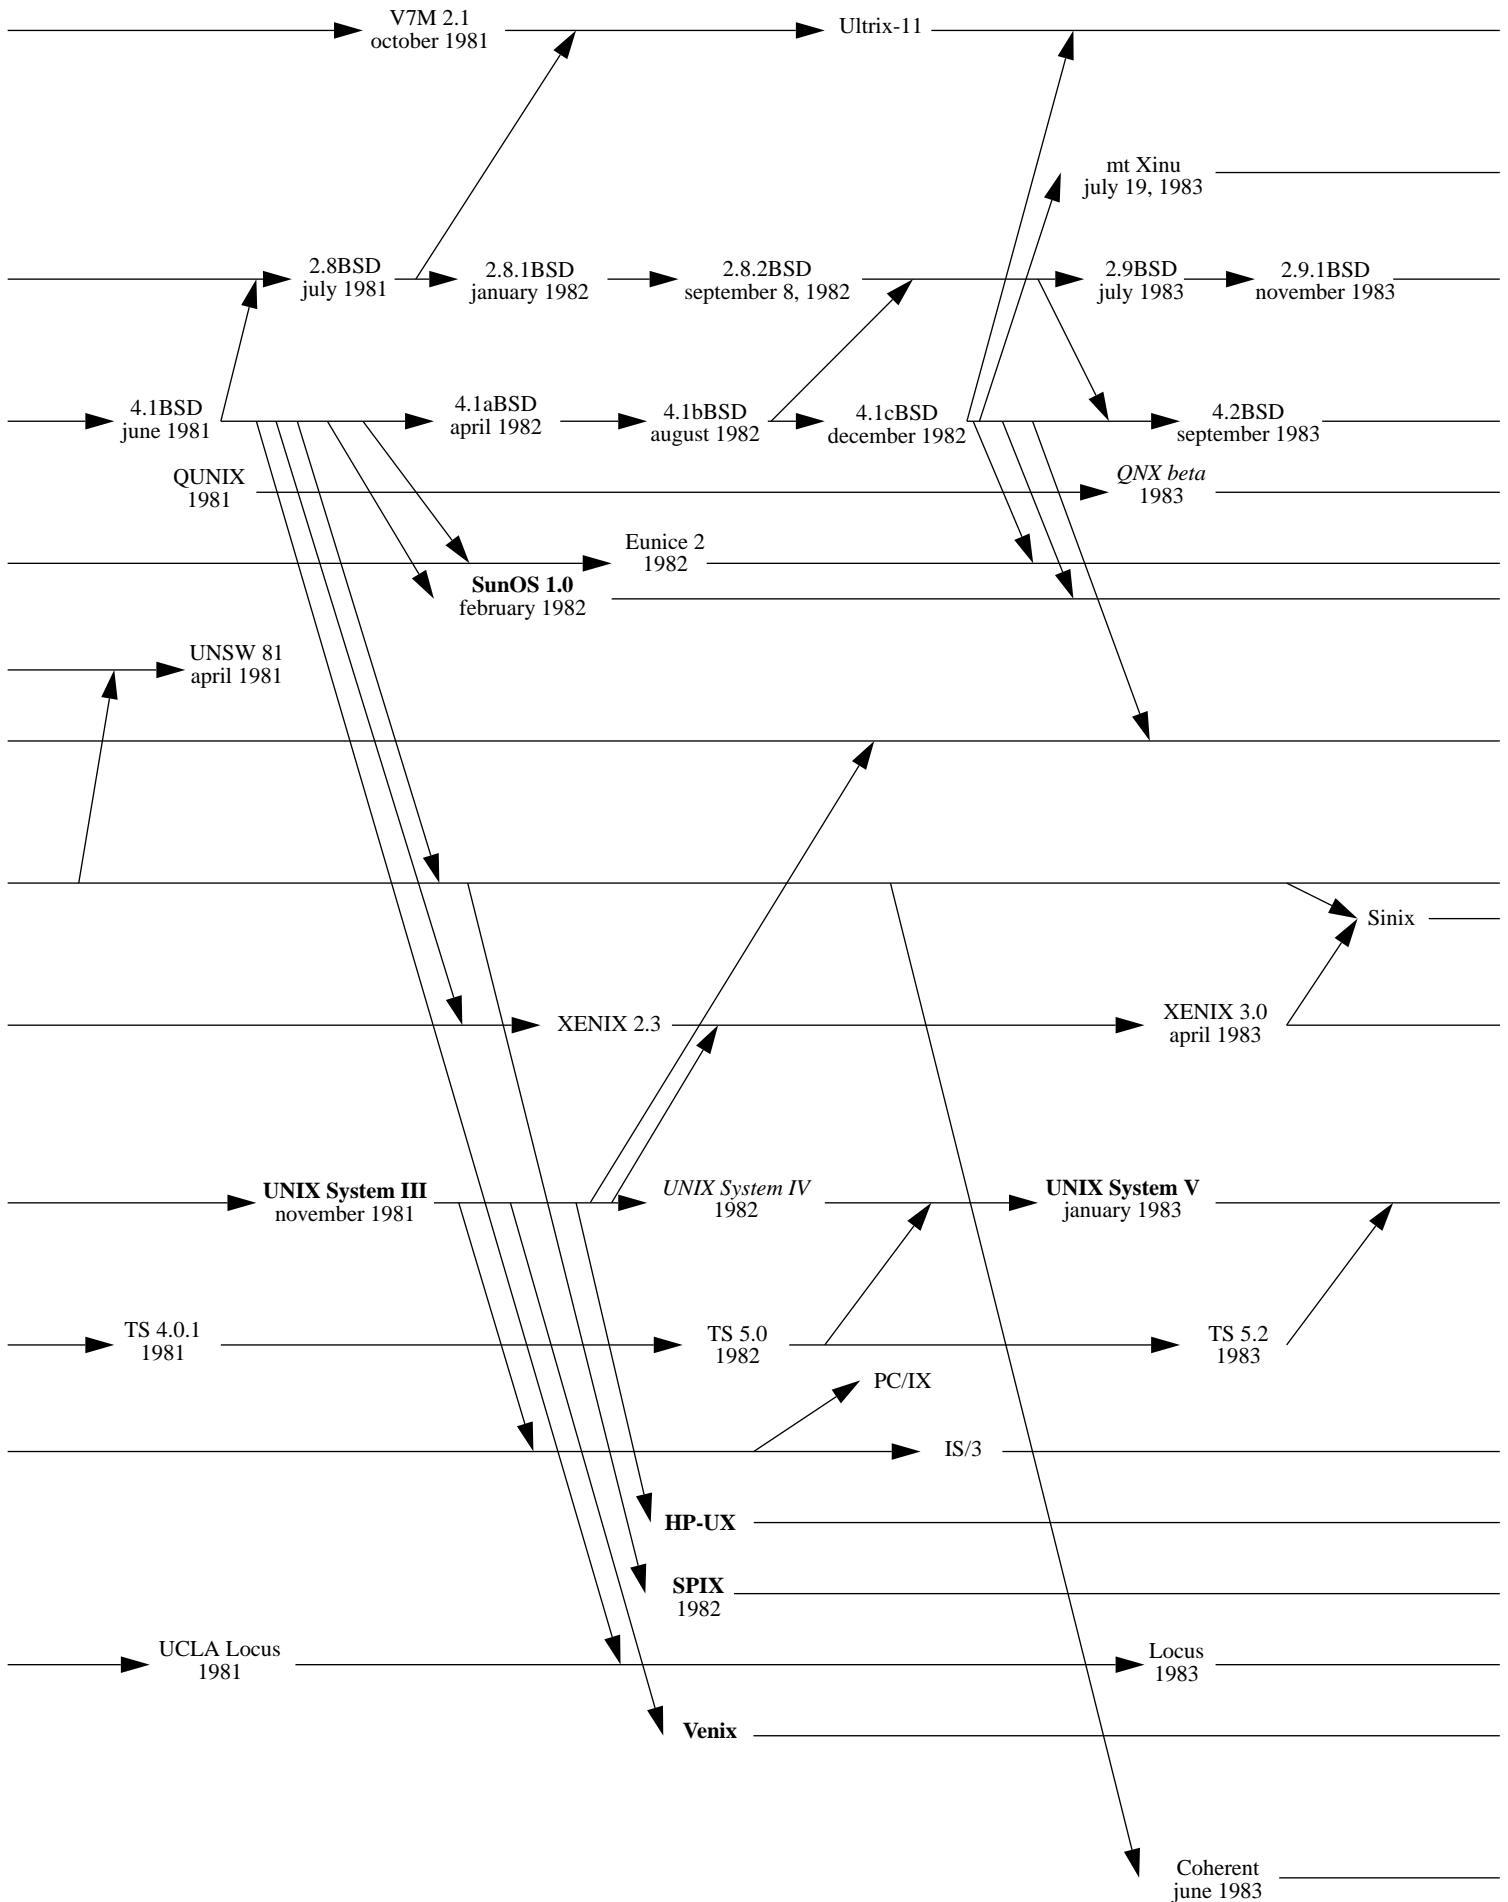 V7M 2.1
october 1981
Ultrix-11
mt Xinu
july 19, 1983
2.8BSD
july 1981
2.8.1BSD
january 1982
2.8.2BSD
september 8, 1982
2.9BSD
july 1983
2.9.1BSD
november 1983
4.1BSD
june 1981
4.1aBSD
april 1982
4.1bBSD
august 1982
4.1cBSD
december 1982
4.2BSD
september 1983
QUNIX
1981
QNX beta
1983
Eunice 2
1982
SunOS 1.0
february 1982
UNSW 81
april 1981
Sinix
XENIX 2.3
XENIX 3.0
april 1983
UNIX System III
november 1981
UNIX System IV
1982
UNIX System V
january 1983
TS 4.0.1
1981
TS 5.0
1982
TS 5.2
1983
PC/IX
IS/3
HP-UX
SPIX
1982
UCLA Locus
1981
Locus
1983
Venix
Coherent
june 1983